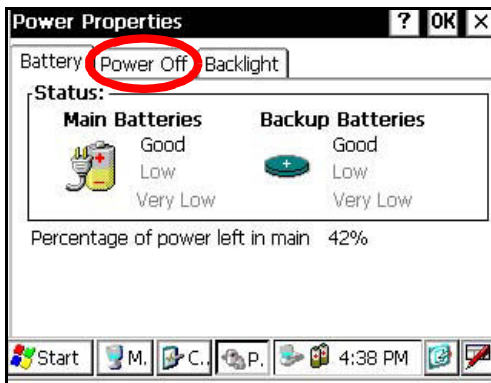 Power Properties ? OK ×
Battery Power Off Backlight
Status:
Main Batteries Backup Batteries
Good Good
Low Low
Very Low Very Low
Percentage of power left in main 42%
Start M. C. P. 4:38 PM